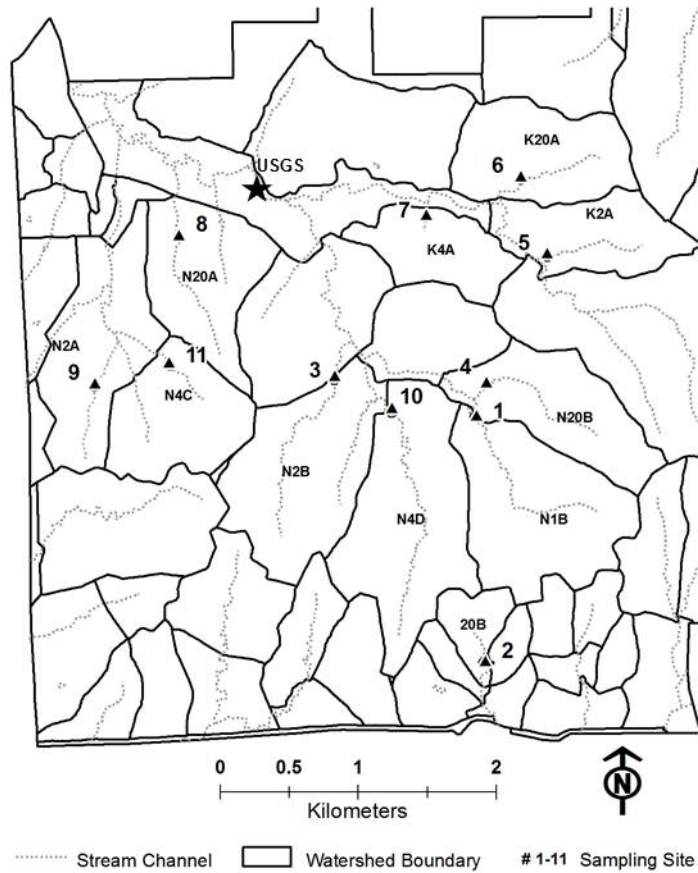 K20A
6
USGS
K2A
7
8
5
K4A
N20A
N2A
11
3
4
9
10
N4C
1
N20B
N2B
N4D
N1B
20B
2
0 0.5 1 2
Kilometers
N
Stream Channel Watershed Boundary # 1-11 Sampling Site